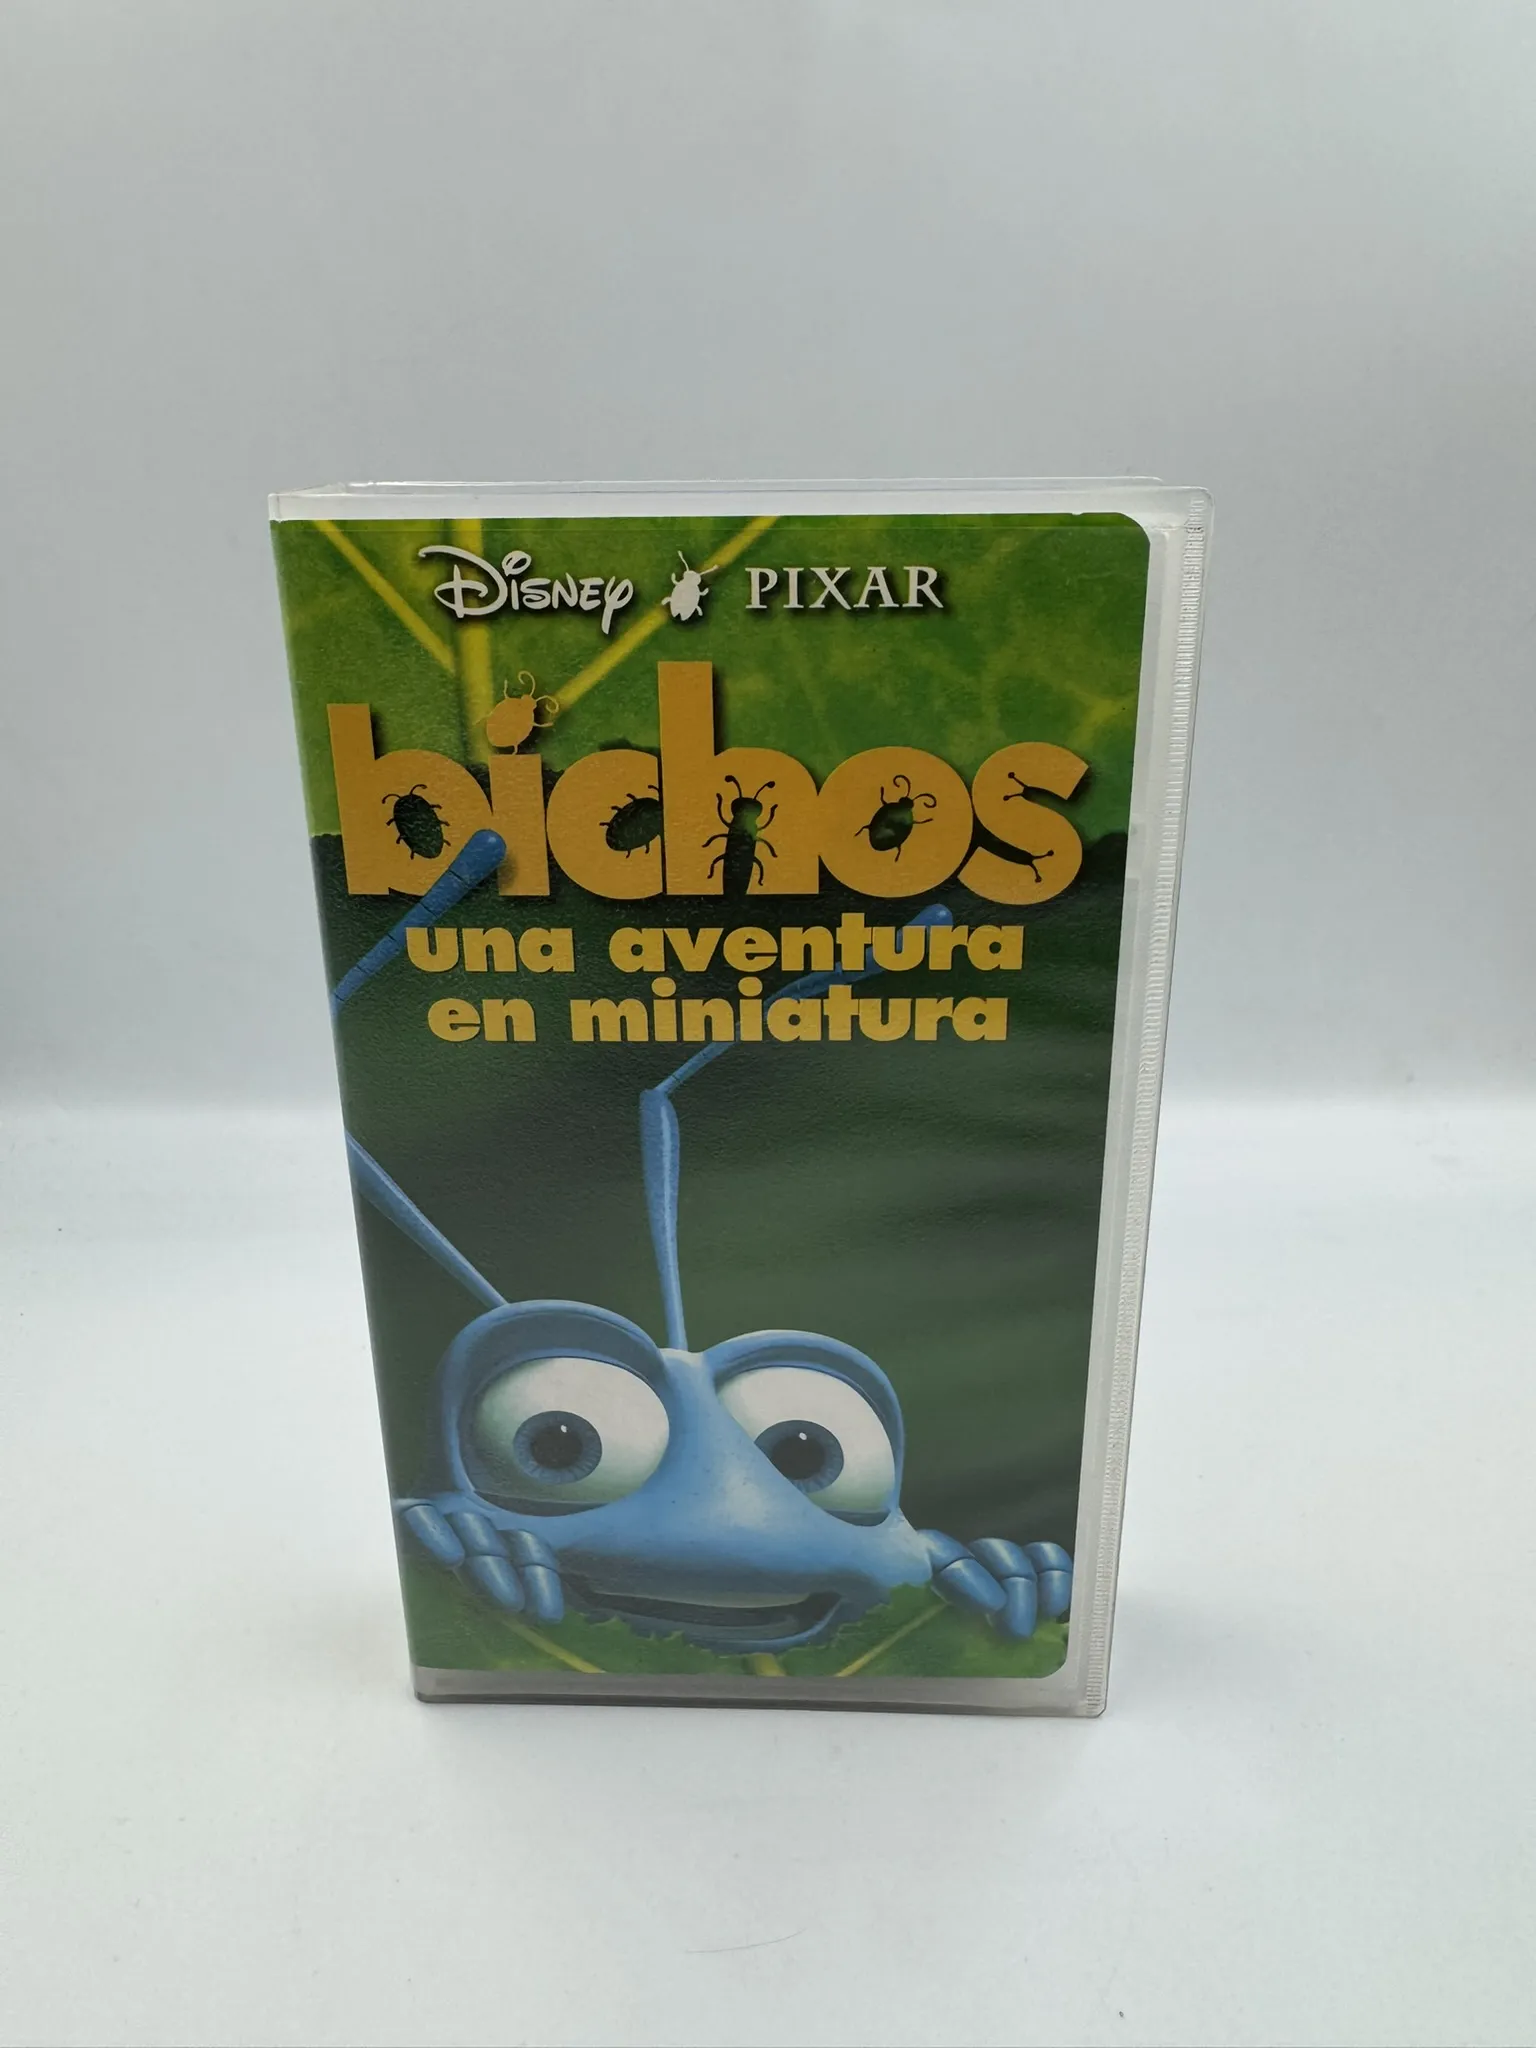 Disney PIXAR
bichos
una aventura
en miniatura